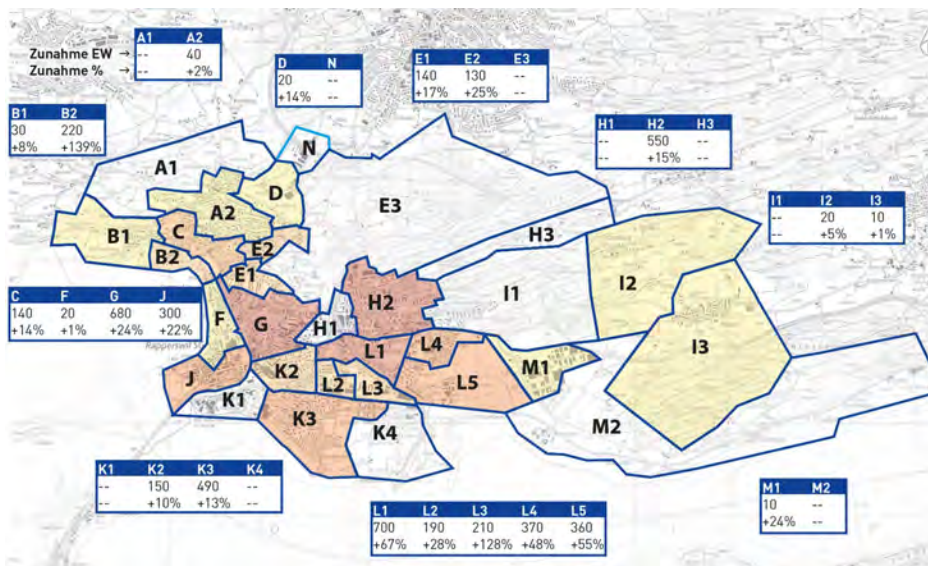 A1 A2
Zunahme EW → -- 40
Zunahme % → -- +2%
D N
20 --
+14% --
E1 E2 E3
140 130 --
+17% +25% --
B1 B2
30 220
+8% +139%
H1 H2 H3
-- 550 --
-- +15% --
I1 I2 I3
-- 20 10
-- +5% +1%
C F G J
140 20 680 300
+14% +1% +24% +22%
N
A1
D
A2
E3
C
B1
H3
E2
B2
E1
I2
I1
H2
F
G
H1
I3
L1
L4
M1
K2
J
L2
L3
L5
K1
K3
K4
M2
K1 K2 K3 K4
-- 150 490 --
-- +10% +13% --
L1 L2 L3 L4 L5
700 190 210 370 360
+67% +28% +128% +48% +55%
M1 M2
10 --
+24% --